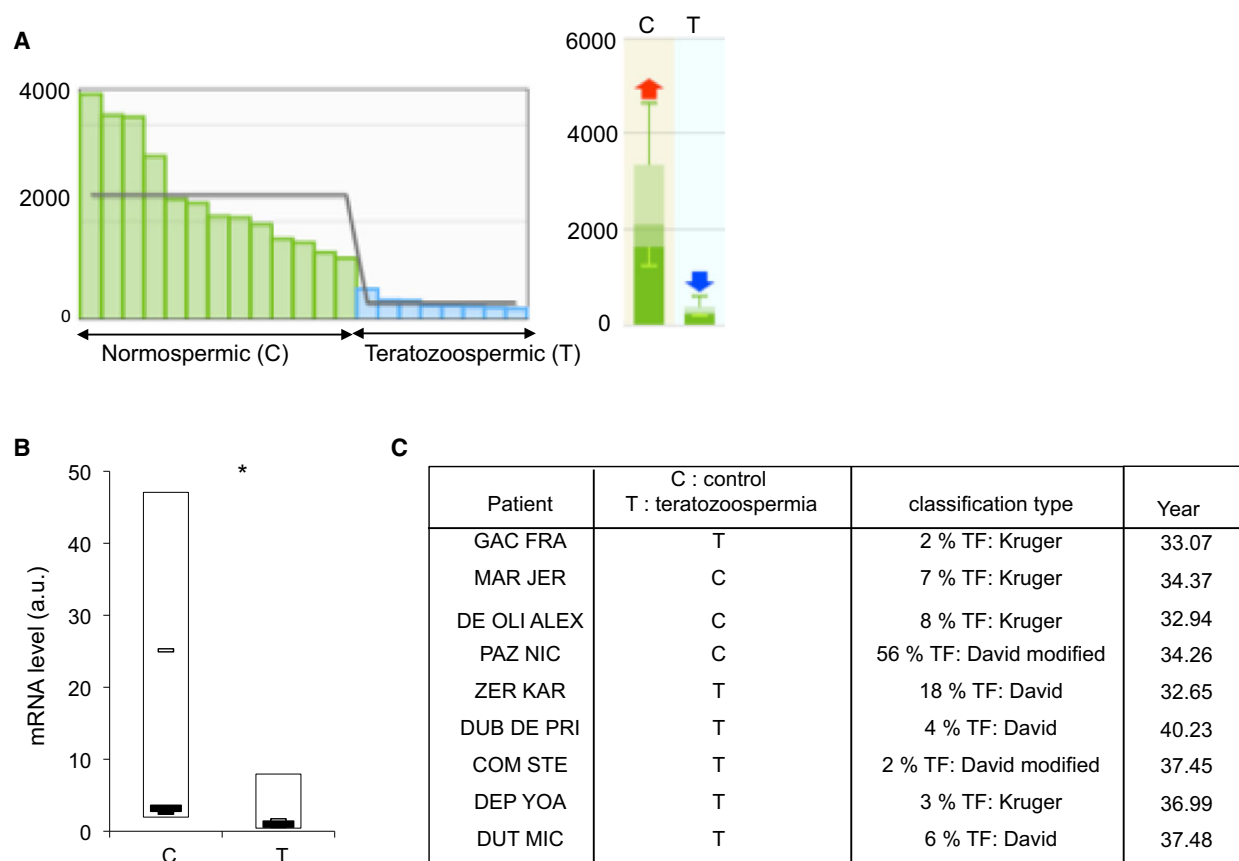 A
4000
2000
0
Normospermic (C)
Teratozoospermic (T)
C T
6000
4000
2000
0
B
*
50
40
30
20
10
0
mRNA level (a.u.)
C T
C
Patient
C : control
T : teratozoospermia
classification type
Year
GAC FRA T 2 % TF: Kruger 33.07
MAR JER C 7 % TF: Kruger 34.37
DE OLI ALEX C 8 % TF: Kruger 32.94
PAZ NIC C 56 % TF: David modified 34.26
ZER KAR T 18 % TF: David 32.65
DUB DE PRI T 4 % TF: David 40.23
COM STE T 2 % TF: David modified 37.45
DEP YOA T 3 % TF: Kruger 36.99
DUT MIC T 6 % TF: David 37.48